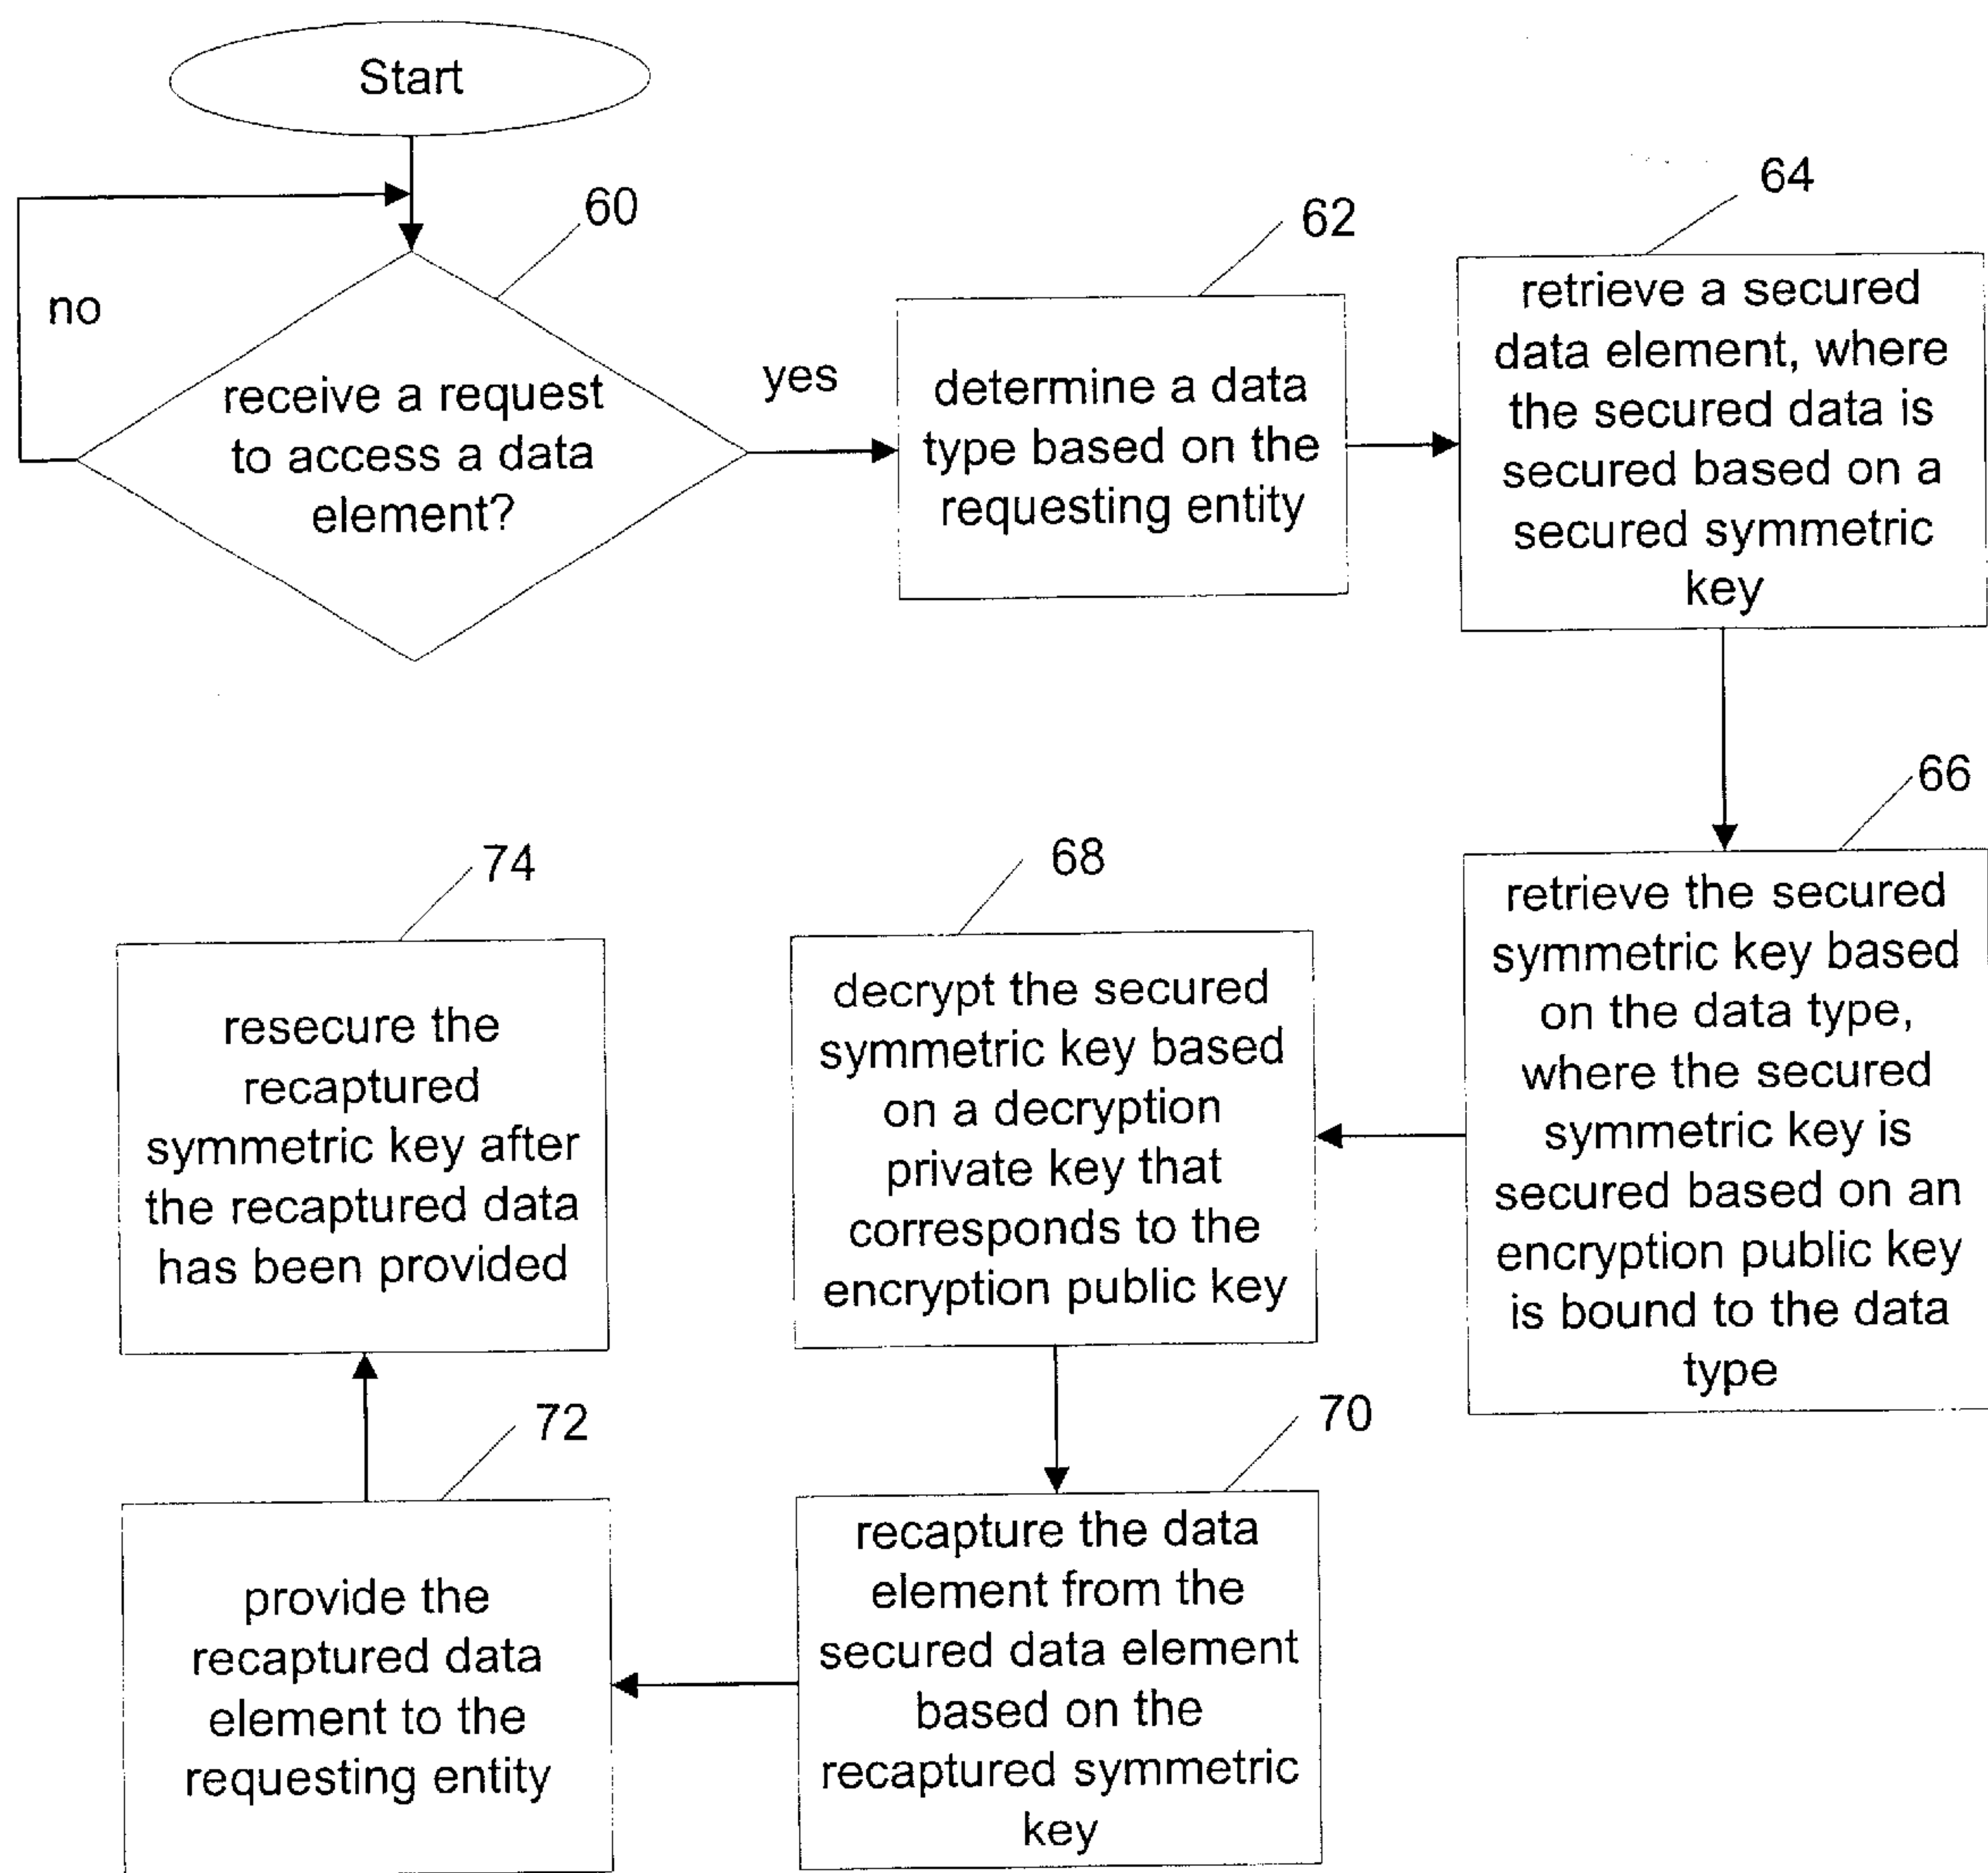 Start
60
no
receive a request
to access a data
element?
yes
62
determine a data
type based on the
requesting entity
64
retrieve a secured
data element, where
the secured data is
secured based on a
secured symmetric
key
66
retrieve the secured
symmetric key based
on the data type,
where the secured
symmetric key is
secured based on an
encryption public key
is bound to the data
type
68
decrypt the secured
symmetric key based
on a decryption
private key that
corresponds to the
encryption public key
70
recapture the data
element from the
secured data element
based on the
recaptured symmetric
key
72
provide the
recaptured data
element to the
requesting entity
74
resecure the
recaptured
symmetric key after
the recaptured data
has been provided